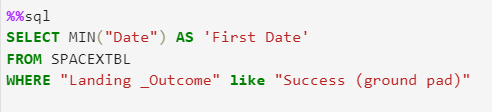 %%sql
SELECT MIN("Date") AS 'First Date'
FROM SPACEXTBL
WHERE "Landing _Outcome" like "Success (ground pad)"